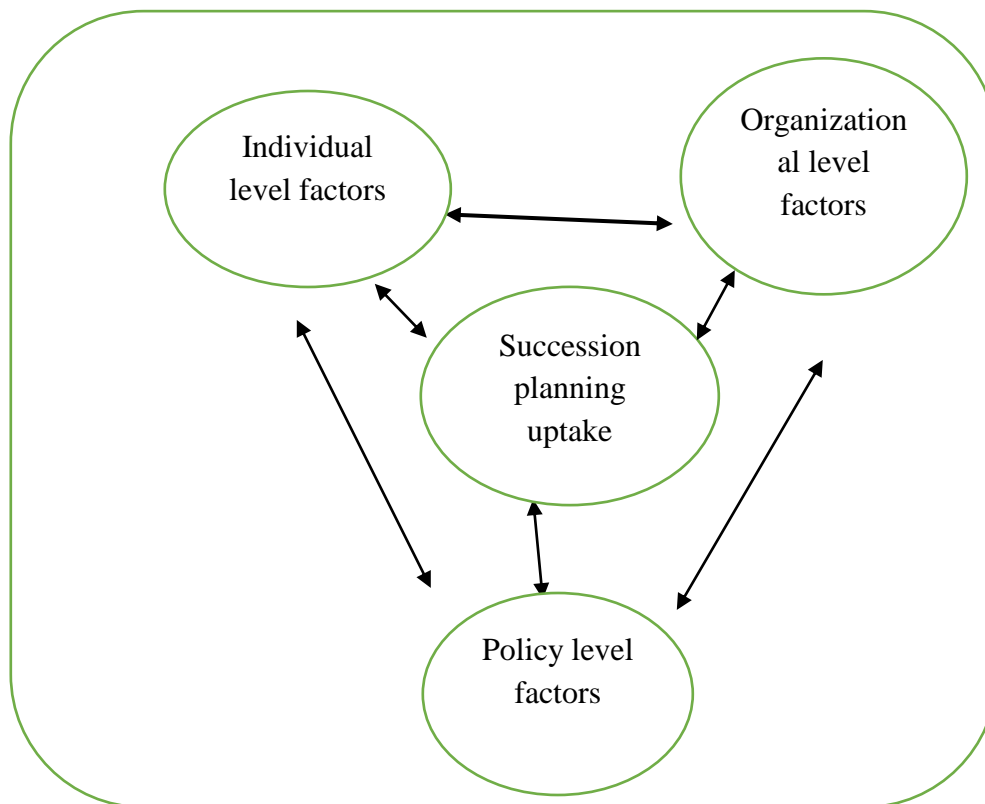 Individual
level factors
Organization
al level
factors
Succession
planning
uptake
Policy level
factors